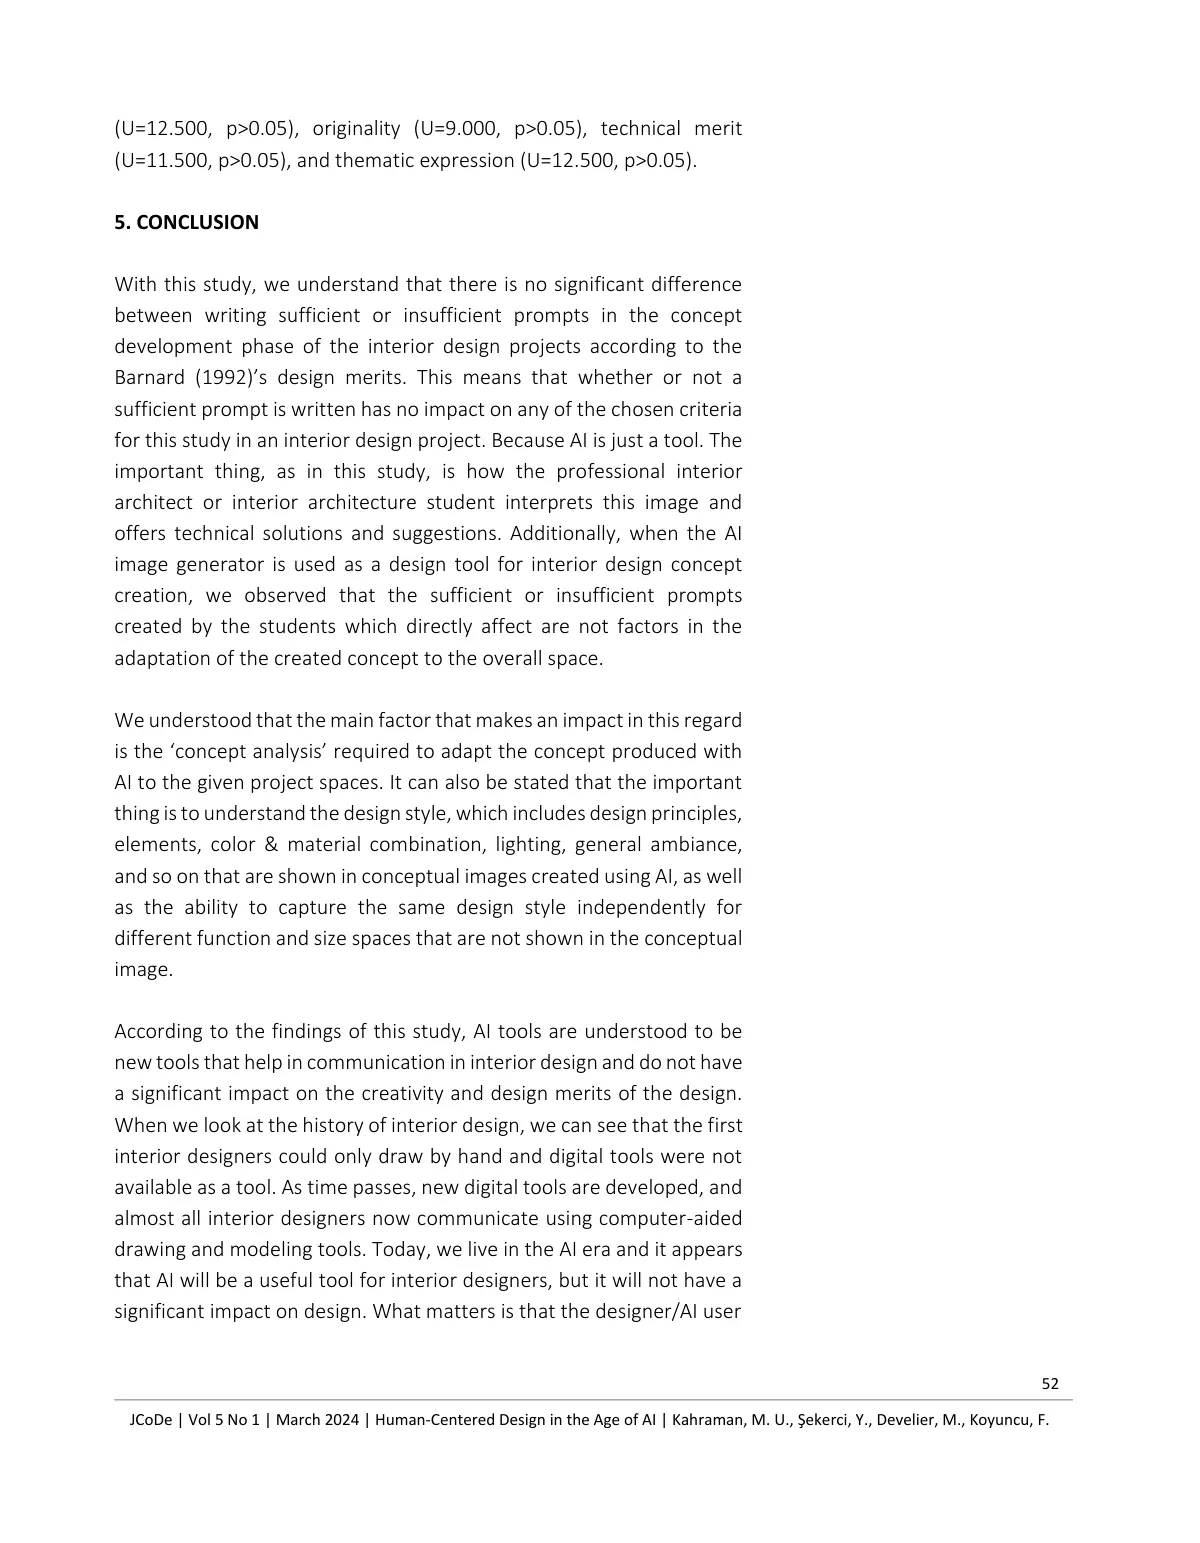 (U=12.500, p>0.05), originality (U=9.000, p>0.05), technical merit
(U=11.500, p>0.05), and thematic expression (U=12.500, p>0.05).
5. CONCLUSION
With this study, we understand that there is no significant difference
between writing sufficient or insufficient prompts in the concept
development phase of the interior design projects according to the
Barnard (1992)’s design merits. This means that whether or not a
sufficient prompt is written has no impact on any of the chosen criteria
for this study in an interior design project. Because AI is just a tool. The
important thing, as in this study, is how the professional interior
architect or interior architecture student interprets this image and
offers technical solutions and suggestions. Additionally, when the AI
image generator is used as a design tool for interior design concept
creation, we observed that the sufficient or insufficient prompts
created by the students which directly affect are not factors in the
adaptation of the created concept to the overall space.
We understood that the main factor that makes an impact in this regard
is the ‘concept analysis’ required to adapt the concept produced with
AI to the given project spaces. It can also be stated that the important
thing is to understand the design style, which includes design principles,
elements, color & material combination, lighting, general ambiance,
and so on that are shown in conceptual images created using AI, as well
as the ability to capture the same design style independently for
different function and size spaces that are not shown in the conceptual
image.
According to the findings of this study, AI tools are understood to be
new tools that help in communication in interior design and do not have
a significant impact on the creativity and design merits of the design.
When we look at the history of interior design, we can see that the first
interior designers could only draw by hand and digital tools were not
available as a tool. As time passes, new digital tools are developed, and
almost all interior designers now communicate using computer-aided
drawing and modeling tools. Today, we live in the AI era and it appears
that AI will be a useful tool for interior designers, but it will not have a
significant impact on design. What matters is that the designer/AI user
52
JCoDe | Vol 5 No 1 | March 2024 | Human-Centered Design in the Age of AI | Kahraman, M. U., Şekerci, Y., Develier, M., Koyuncu, F.